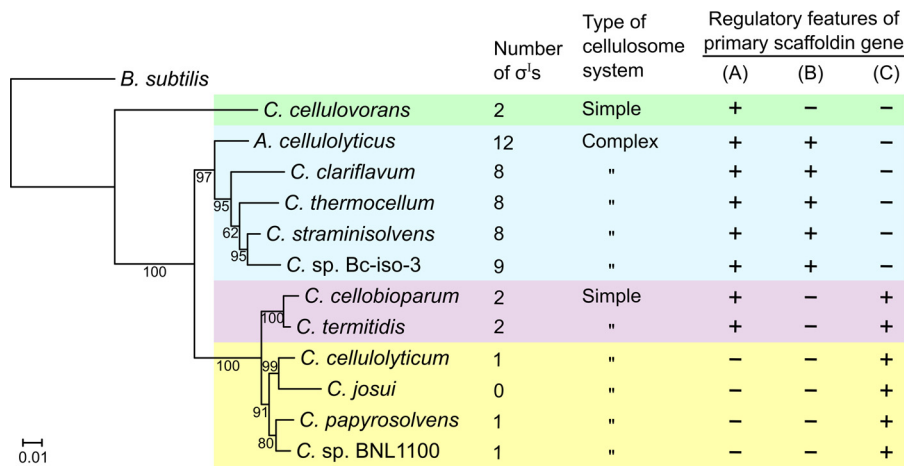 Number of σᴵs
Type of cellulosome system
Regulatory features of primary scaffoldin gene
(A) (B) (C)
B. subtilis
C. cellulovorans 2 Simple + − −
A. cellulolyticus 12 Complex + + −
97
C. clariflavum 8 " + + −
95
C. thermocellum 8 " + + −
62
C. straminisolvens 8 " + + −
95
C. sp. Bc-iso-3 9 " + + −
100
C. cellobioparum 2 Simple + − +
100
C. termitidis 2 " + − +
100
C. cellulolyticum 1 " − − +
99
C. josui 0 " − − +
91
C. papyrosolvens 1 " − − +
80
C. sp. BNL1100 1 " − − +
0.01